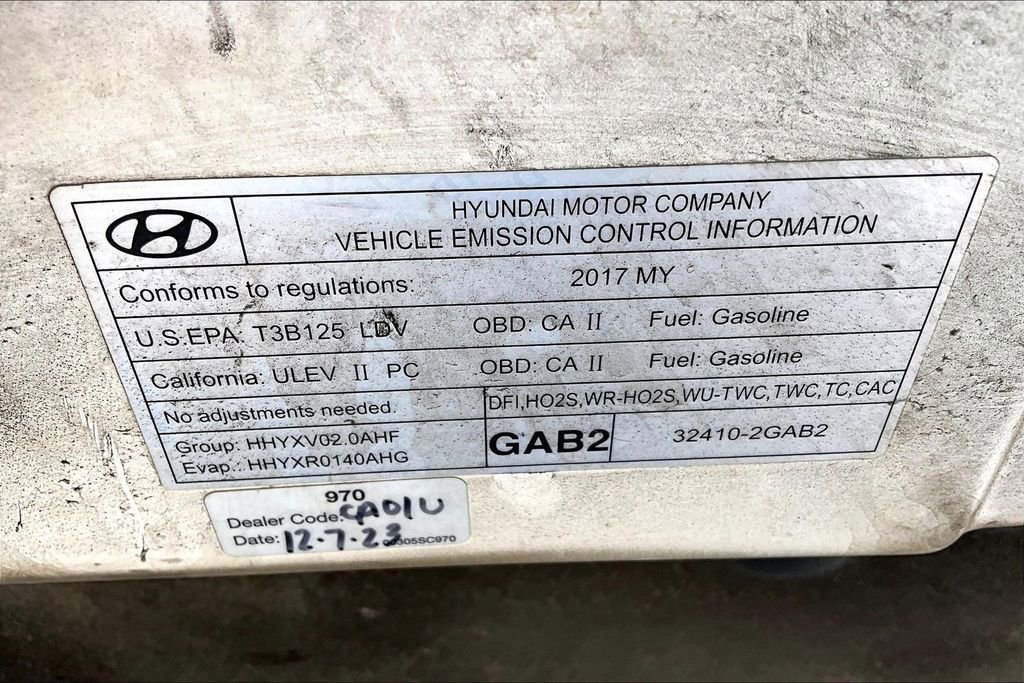 HYUNDAI MOTOR COMPANY
VEHICLE EMISSION CONTROL INFORMATION
Conforms to regulations: 2017 MY
U.S.EPA: T3B125 LDV OBD: CA II Fuel: Gasoline
California: ULEV II PC OBD: CA II Fuel: Gasoline
No adjustments needed. DFI,HO2S,WR-HO2S,WU-TWC,TWC,TC,CAC
Group: HHYXV02.0AHF
Evap.: HHYXR0140AHG
GAB2 32410-2GAB2
970
Dealer Code: CA01U
Date: 12-7-23